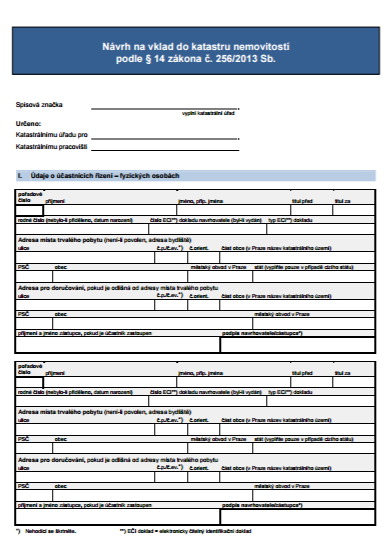 Návrh na vklad do katastru nemovitostí
podle § 14 zákona č. 256/2013 Sb.
Spisová značka
vyplní katastrální úřad
Určeno:
Katastrálnímu úřadu pro
Katastrálnímu pracovišti
I. Údaje o účastnících řízení – fyzických osobách
pořadové
číslo příjmení jméno, příp. jména titul před titul za
rodné číslo (nebylo-li přiděleno, datum narození) číslo ECI**) dokladu navrhovatele (byl-li vydán) typ ECI**) dokladu
Adresa místa trvalého pobytu (není-li povolen, adresa bydliště)
ulice č.p./č.ev.*) č.orient. část obce (v Praze název katastrálního území)
PSČ obec městský obvod v Praze stát (vyplňte pouze v případě cizího státu)
Adresa pro doručování, pokud je odlišná od adresy místa trvalého pobytu
ulice č.p./č.ev.*) č.orient. část obce (v Praze název katastrálního území)
PSČ obec městský obvod v Praze
příjmení a jméno zástupce, pokud je účastník zastoupen podpis navrhovatele/zástupce*)
pořadové
číslo příjmení jméno, příp. jména titul před titul za
rodné číslo (nebylo-li přiděleno, datum narození) číslo ECI**) dokladu navrhovatele (byl-li vydán) typ ECI**) dokladu
Adresa místa trvalého pobytu (není-li povolen, adresa bydliště)
ulice č.p./č.ev.*) č.orient. část obce (v Praze název katastrálního území)
PSČ obec městský obvod v Praze stát (vyplňte pouze v případě cizího státu)
Adresa pro doručování, pokud je odlišná od adresy místa trvalého pobytu
ulice č.p./č.ev.*) č.orient. část obce (v Praze název katastrálního území)
PSČ obec městský obvod v Praze
příjmení a jméno zástupce, pokud je účastník zastoupen podpis navrhovatele/zástupce*)
*) Nehodící se škrtněte. **) ECI doklad = elektronicky čitelný identifikační doklad